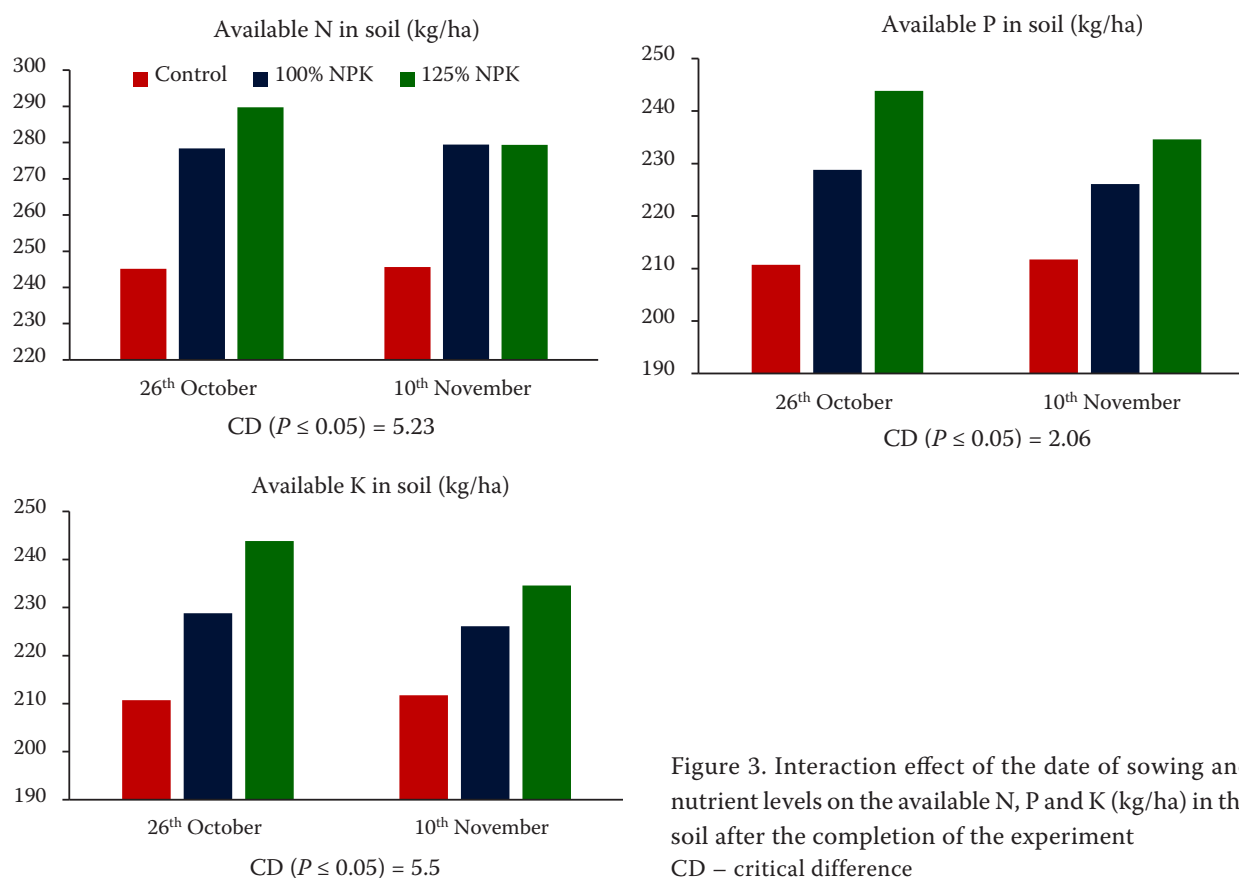 Available N in soil (kg/ha)
300
290
280
270
260
250
240
230
220
Control 100% NPK 125% NPK
26th October 10th November
CD (P ≤ 0.05) = 5.23
Available P in soil (kg/ha)
250
240
230
220
210
200
190
26th October 10th November
CD (P ≤ 0.05) = 2.06
Available K in soil (kg/ha)
250
240
230
220
210
200
190
26th October 10th November
CD (P ≤ 0.05) = 5.5
Figure 3. Interaction effect of the date of sowing an
nutrient levels on the available N, P and K (kg/ha) in th
soil after the completion of the experiment
CD – critical difference